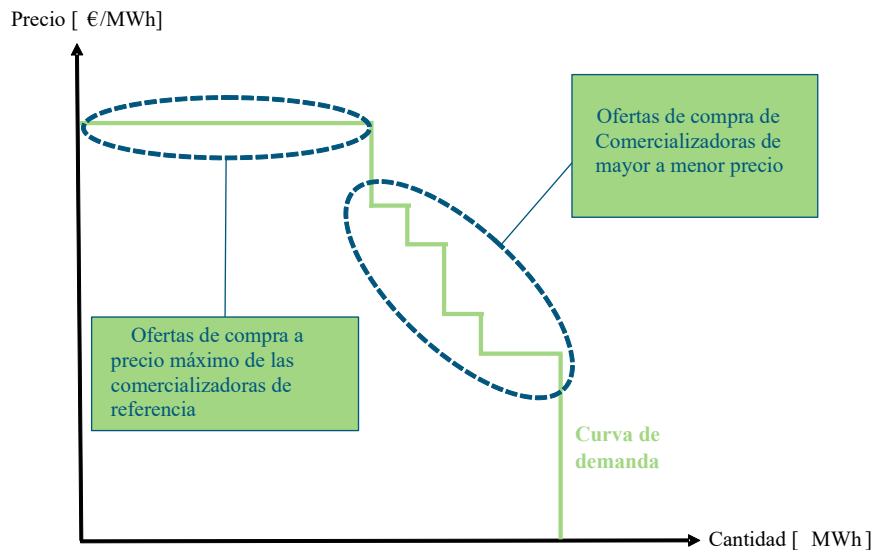 Precio [ €/MWh]
Ofertas de compra de
Comercializadoras de
mayor a menor precio
Ofertas de compra a
precio máximo de las
comercializadoras de
referencia
Curva de
demanda
Cantidad [ MWh ]